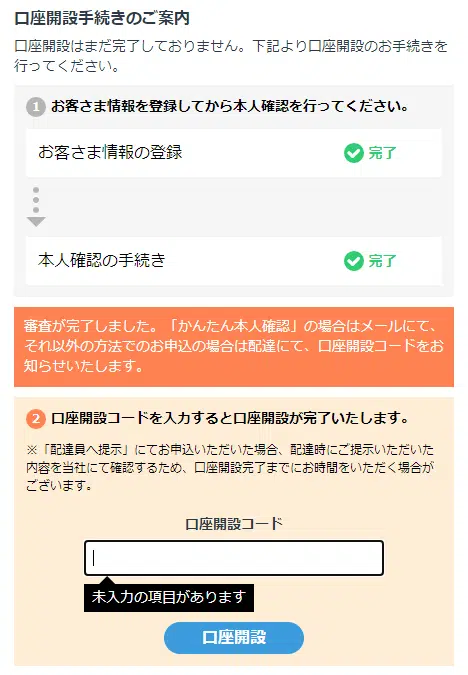 口座開設手続きのご案内
口座開設はまだ完了しておりません。下記より口座開設のお手続きを
行ってください。
1 お客さま情報を登録してから本人確認を行ってください。
お客さま情報の登録 完了
本人確認の手続き 完了
審査が完了しました。「かんたん本人確認」の場合はメールにて、
それ以外の方法でのお申込の場合は配達にて、口座開設コードをお
知らせいたします。
2 口座開設コードを入力すると口座開設が完了いたします。
※「配達員へ提示」にてお申込いただいた場合、配達時にご提示いただいた
内容を当社にて確認するため、口座開設完了までにお時間をいただく場合が
ございます。
口座開設コード
未入力の項目があります
口座開設